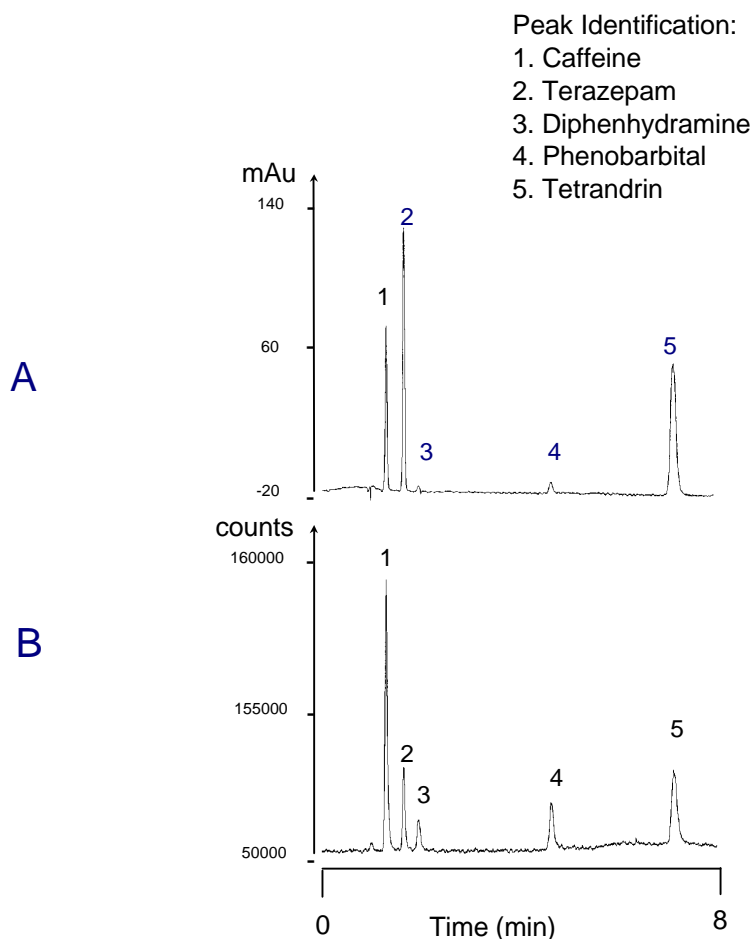 Peak Identification:
1. Caffeine
2. Terazepam
3. Diphenhydramine
4. Phenobarbital
5. Tetrandrin
mAu
140
2
1
60
5
A
3
4
-20
counts
1
160000
B
155000
5
2
4
3
50000
0
Time (min)
8